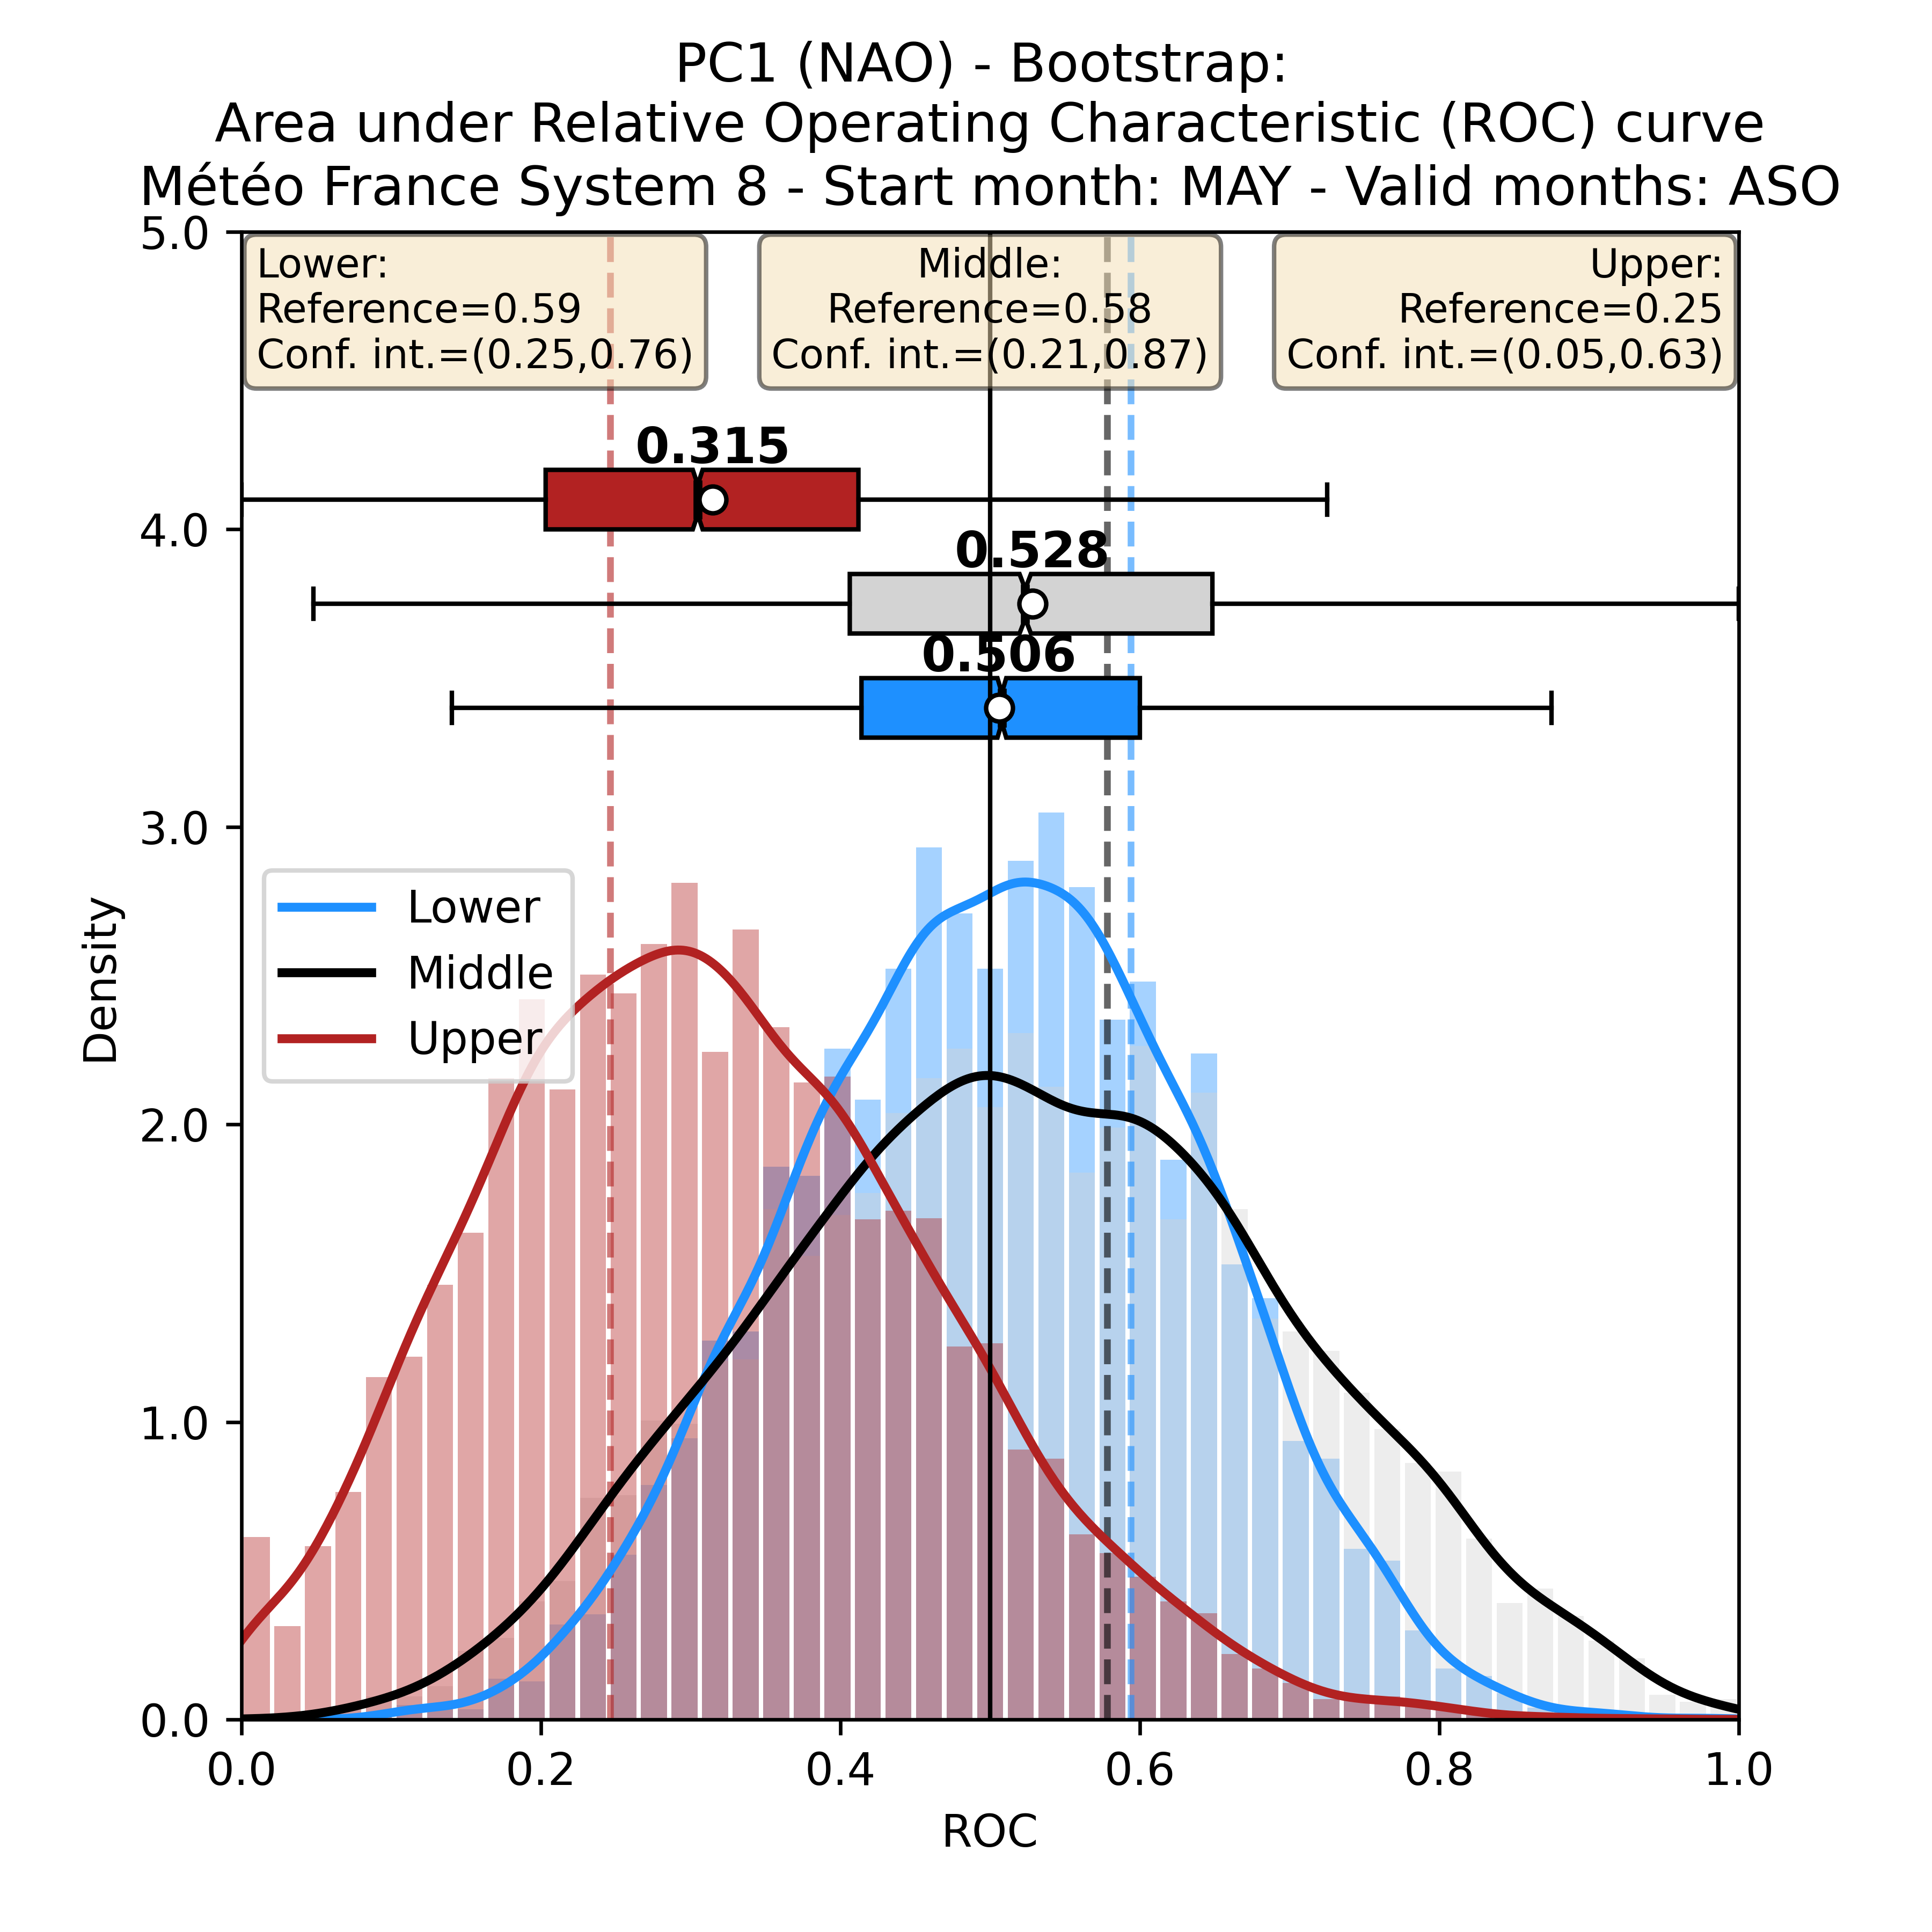 PC1 (NAO) - Bootstrap:
Area under Relative Operating Characteristic (ROC) curve
Météo France System 8 - Start month: MAY - Valid months: ASO
5.0
Lower:
Reference=0.59
Conf. int.=(0.25,0.76)
Middle:
Reference=0.58
Conf. int.=(0.21,0.87)
Upper:
Reference=0.25
Conf. int.=(0.05,0.63)
0.315
4.0
0.528
0.506
3.0
Lower
Middle
Upper
Density
2.0
1.0
0.0
0.0 0.2 0.4 0.6 0.8 1.0
ROC